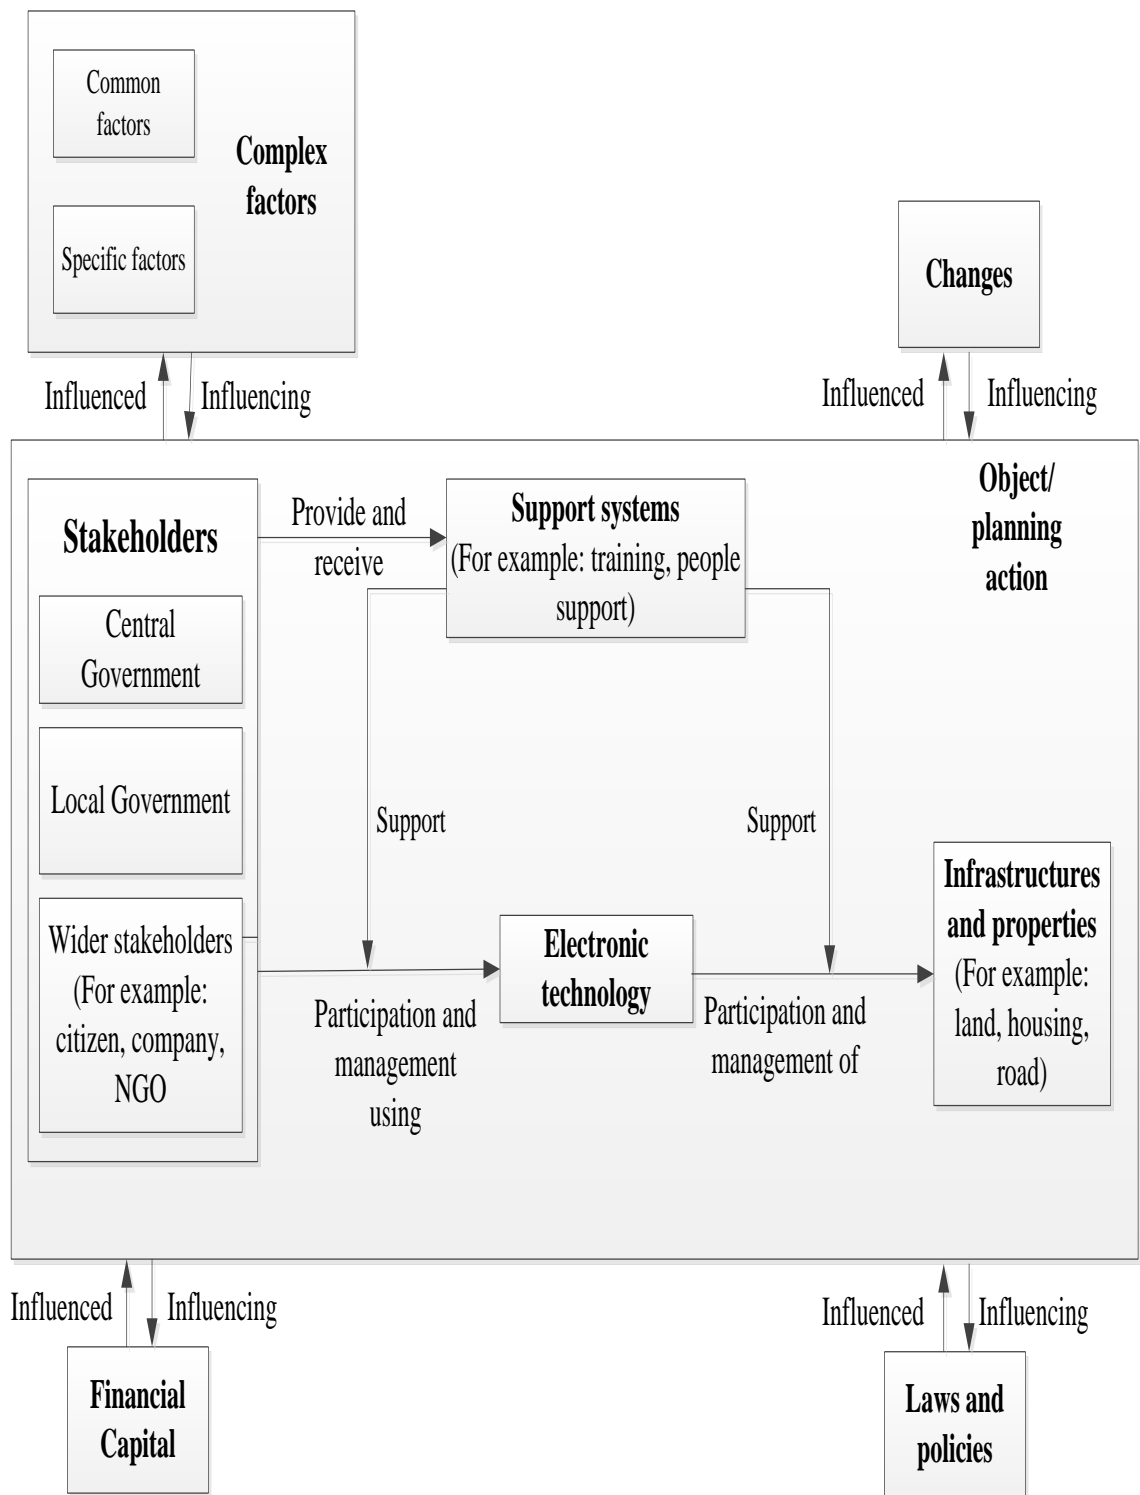 Common
factors
Complex
factors
Specific factors
Changes
Influenced
Influencing
Influenced
Influencing
Object/
planning
action
Stakeholders
Provide and
receive
Support systems
(For example: training, people
support)
Central
Government
Local Government
Support
Support
Wider stakeholders
(For example:
citizen, company,
NGO
Electronic
technology
Infrastructures
and properties
(For example:
land, housing,
road)
Participation and
management
using
Participation and
management of
Influenced
Influencing
Influenced
Influencing
Financial
Capital
Laws and
policies